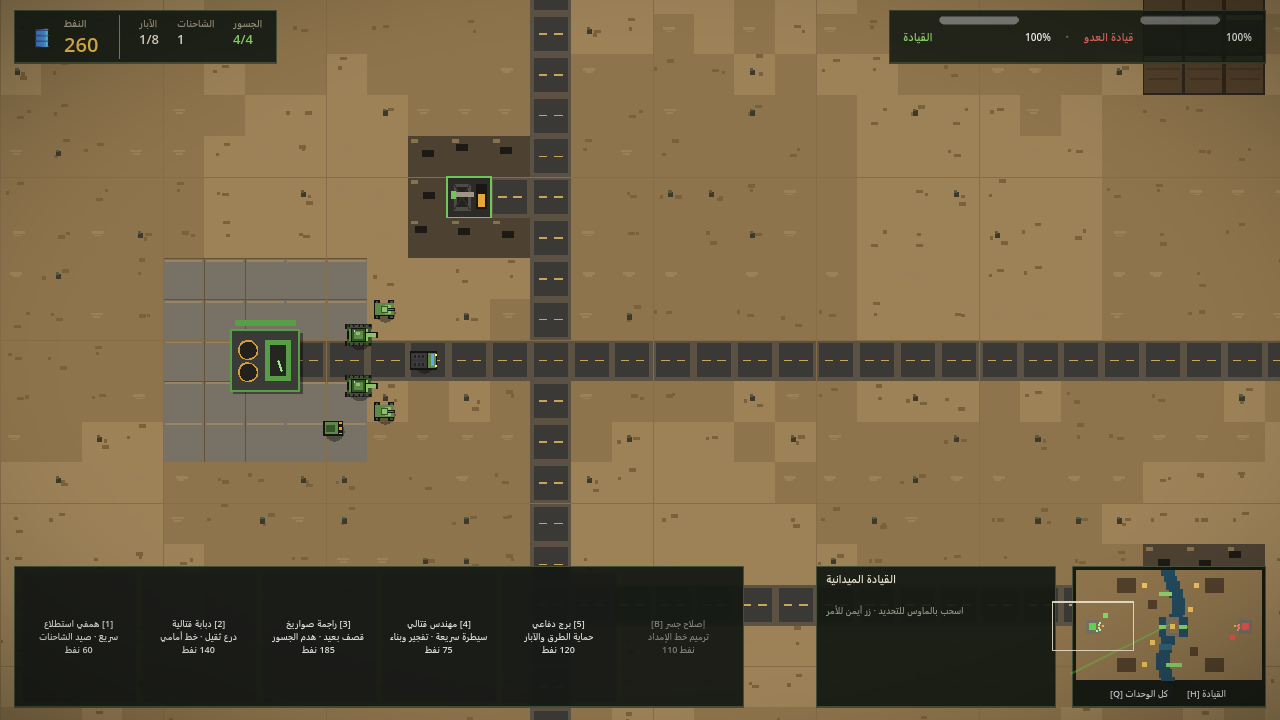 النفط
260
الآبار
1/8
الشاحنات
1
الجسور
4/4
القيادة
100%
·
قيادة العدو
100%
[1] همفي استطلاع
سريع · صيد الشاحنات
60 نفط
[2] دبابة قتالية
درع ثقيل · خط أمامي
140 نفط
[3] راجمة صواريخ
قصف بعيد · هدم الجسور
185 نفط
[4] مهندس قتالي
سيطرة سريعة · تفجير وبناء
75 نفط
[5] برج دفاعي
حماية الطرق والآبار
120 نفط
إصلاح جسر [B]
ترميم خط الإمداد
110 نفط
القيادة الميدانية
اسحب بالماوس للتحديد · زر أيمن للأمر
القيادة [H]
كل الوحدات [Q]